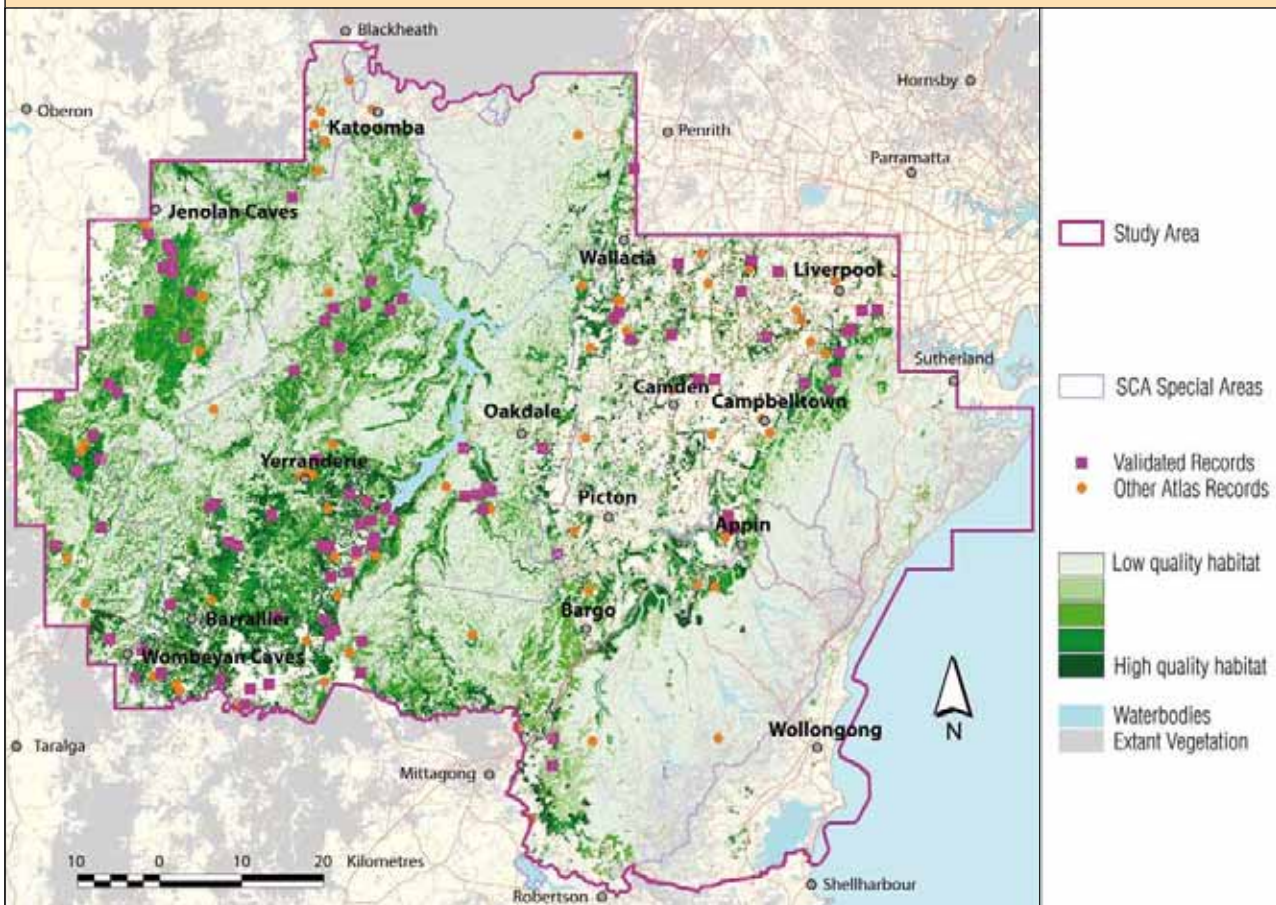 Blackheath
Hornsby
Oberon
Katoomba
Penrith
Parramatta
Jenolan Caves
Wallacia
Liverpool
Sutherland
Camden
Campbelltown
Oakdale
Yerranderie
Picton
Appin
Barrallier
Bargo
Wombeyan Caves
Taralga
Wollongong
Mittagong
N
10 0 10 20 Kilometres
Robertson
Shellharbour
Study Area
SCA Special Areas
Validated Records
Other Atlas Records
Low quality habitat
High quality habitat
Waterbodies
Extant Vegetation